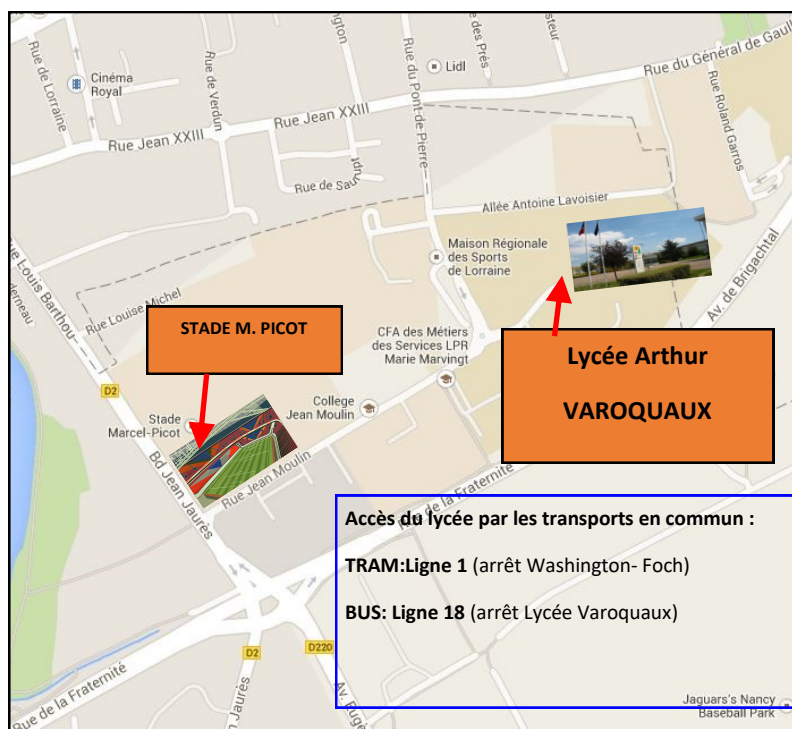 Cinéma
Royal
Rue de Lorraine
Rue de Verdun
Rue Jean XXIII
Rue Jean XXIII
Rue du Pont de Pierre
Lidl
Rue du Général de Gaull
Rue Roland Garros
Allée Antoine Lavoisier
Maison Régionale
des Sports
de Lorraine
Av. de Brigachtal
Rue Louis Barthou
Rue Louise Michel
STADE M. PICOT
CFA des Métiers
des Services LPR
Marie Marvingt
Lycée Arthur
VAROQUAUX
D2
Stade
Marcel-Picot
College
Jean Moulin
Bd Jean Jaurès
Rue Jean Moulin
Rue de la Fraternité
Accès du lycée par les transports en commun :
TRAM:Ligne 1 (arrêt Washington- Foch)
BUS: Ligne 18 (arrêt Lycée Varoquaux)
D2
D220
Rue de la Fraternité
Jean Jaurès
Jaguars's Nancy
Baseball Park